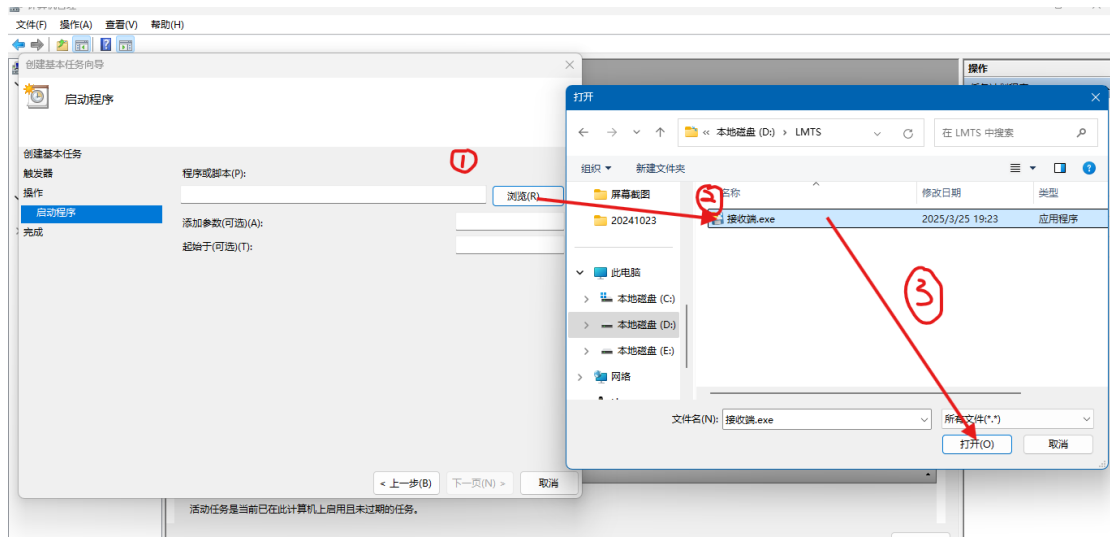 文件(F) 操作(A) 查看(V) 帮助(H)
创建基本任务向导
启动程序
创建基本任务
触发器
操作
启动程序
完成
程序或脚本(P):
浏览(R)
添加参数(可选)(A):
起始于(可选)(T):
< 上一步(B) 下一页(N) > 取消
活动任务是当前已在此计算机上启用且未过期的任务。
操作
打开
« 本地磁盘 (D:) › LMTS
在 LMTS 中搜索
组织 新建文件夹
屏幕截图
20241023
此电脑
本地磁盘 (C:)
本地磁盘 (D:)
本地磁盘 (E:)
网络
名称 修改日期 类型
接收端.exe 2025/3/25 19:23 应用程序
文件名(N): 接收端.exe 所有文件(*.*)
打开(O) 取消
①
②
③